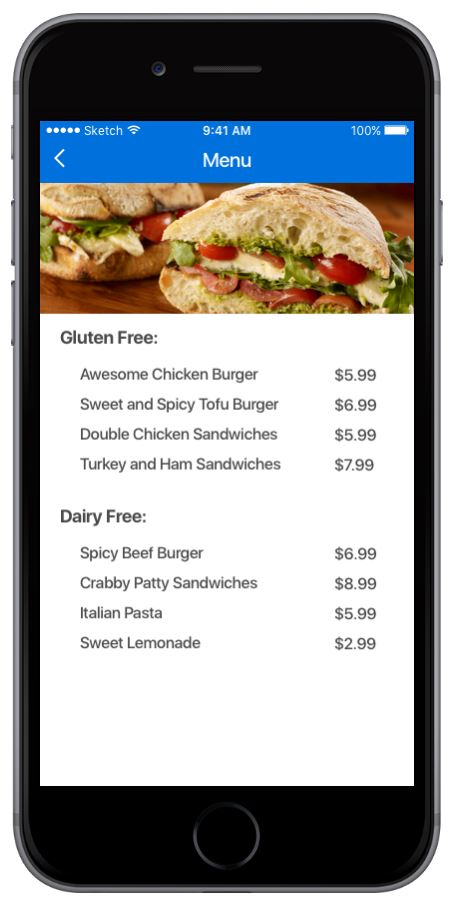 ●●●●● Sketch 9:41 AM 100%
Menu
Gluten Free:
Awesome Chicken Burger $5.99
Sweet and Spicy Tofu Burger $6.99
Double Chicken Sandwiches $5.99
Turkey and Ham Sandwiches $7.99
Dairy Free:
Spicy Beef Burger $6.99
Crabby Patty Sandwiches $8.99
Italian Pasta $5.99
Sweet Lemonade $2.99